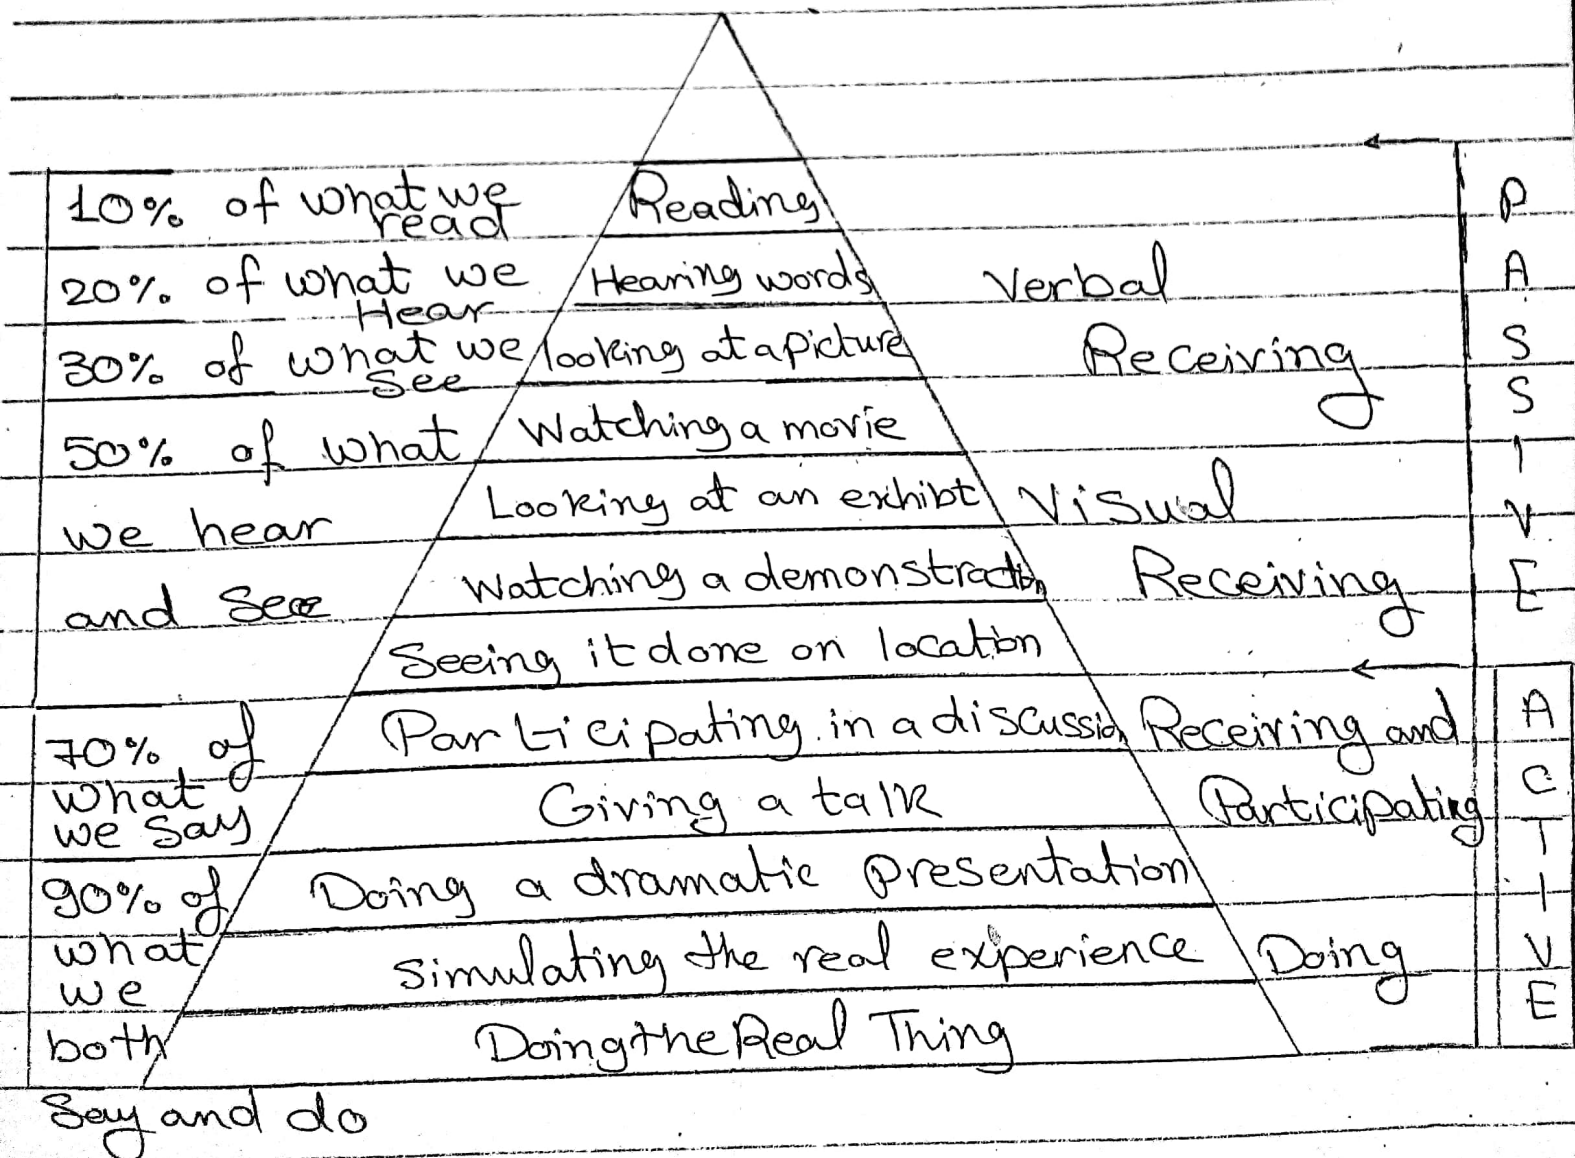 10% of what we
read
Reading
20% of what we
Hear
Hearing words
Verbal
30% of what we
See
looking at a picture
Receiving
50% of what
Watching a movie
we hear
Looking at an exhibt
Visual
and See
Watching a demonstration
Receiving
Seeing it done on location
PASSIVE
70% of
what
we say
Participating in a discussion
Receiving and
Giving a talk
Participating
90% of
what
we
both
Say and do
Doing a dramatic presentation
Simulating the real experience
Doing
Doing the Real Thing
ACTIVE